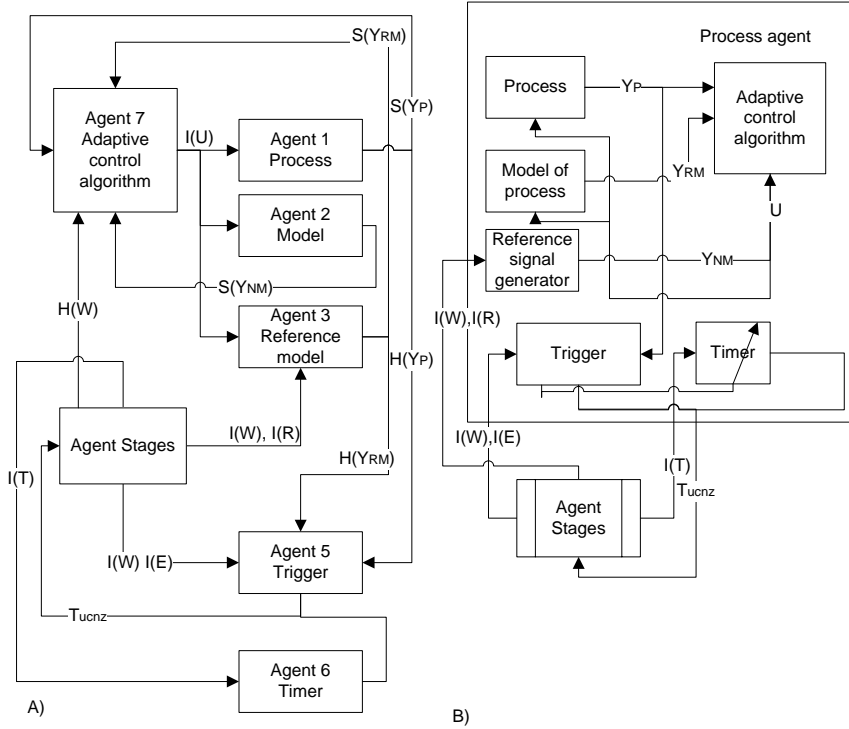 S(YRM)
S(YP)
Agent 7
Adaptive
control
algorithm
I(U)
Agent 1
Process
Agent 2
Model
S(YNM)
H(W)
Agent 3
Reference
model
H(YP)
Agent Stages
I(W), I(R)
I(T)
H(YRM)
I(W) I(E)
Agent 5
Trigger
Tucnz
Agent 6
Timer
A)
Process agent
Process
YP
Adaptive
control
algorithm
Model of
process
YRM
U
Reference
signal
generator
YNM
I(W),I(R)
Trigger
Timer
I(W),I(E)
I(T)
Tucnz
Agent
Stages
B)